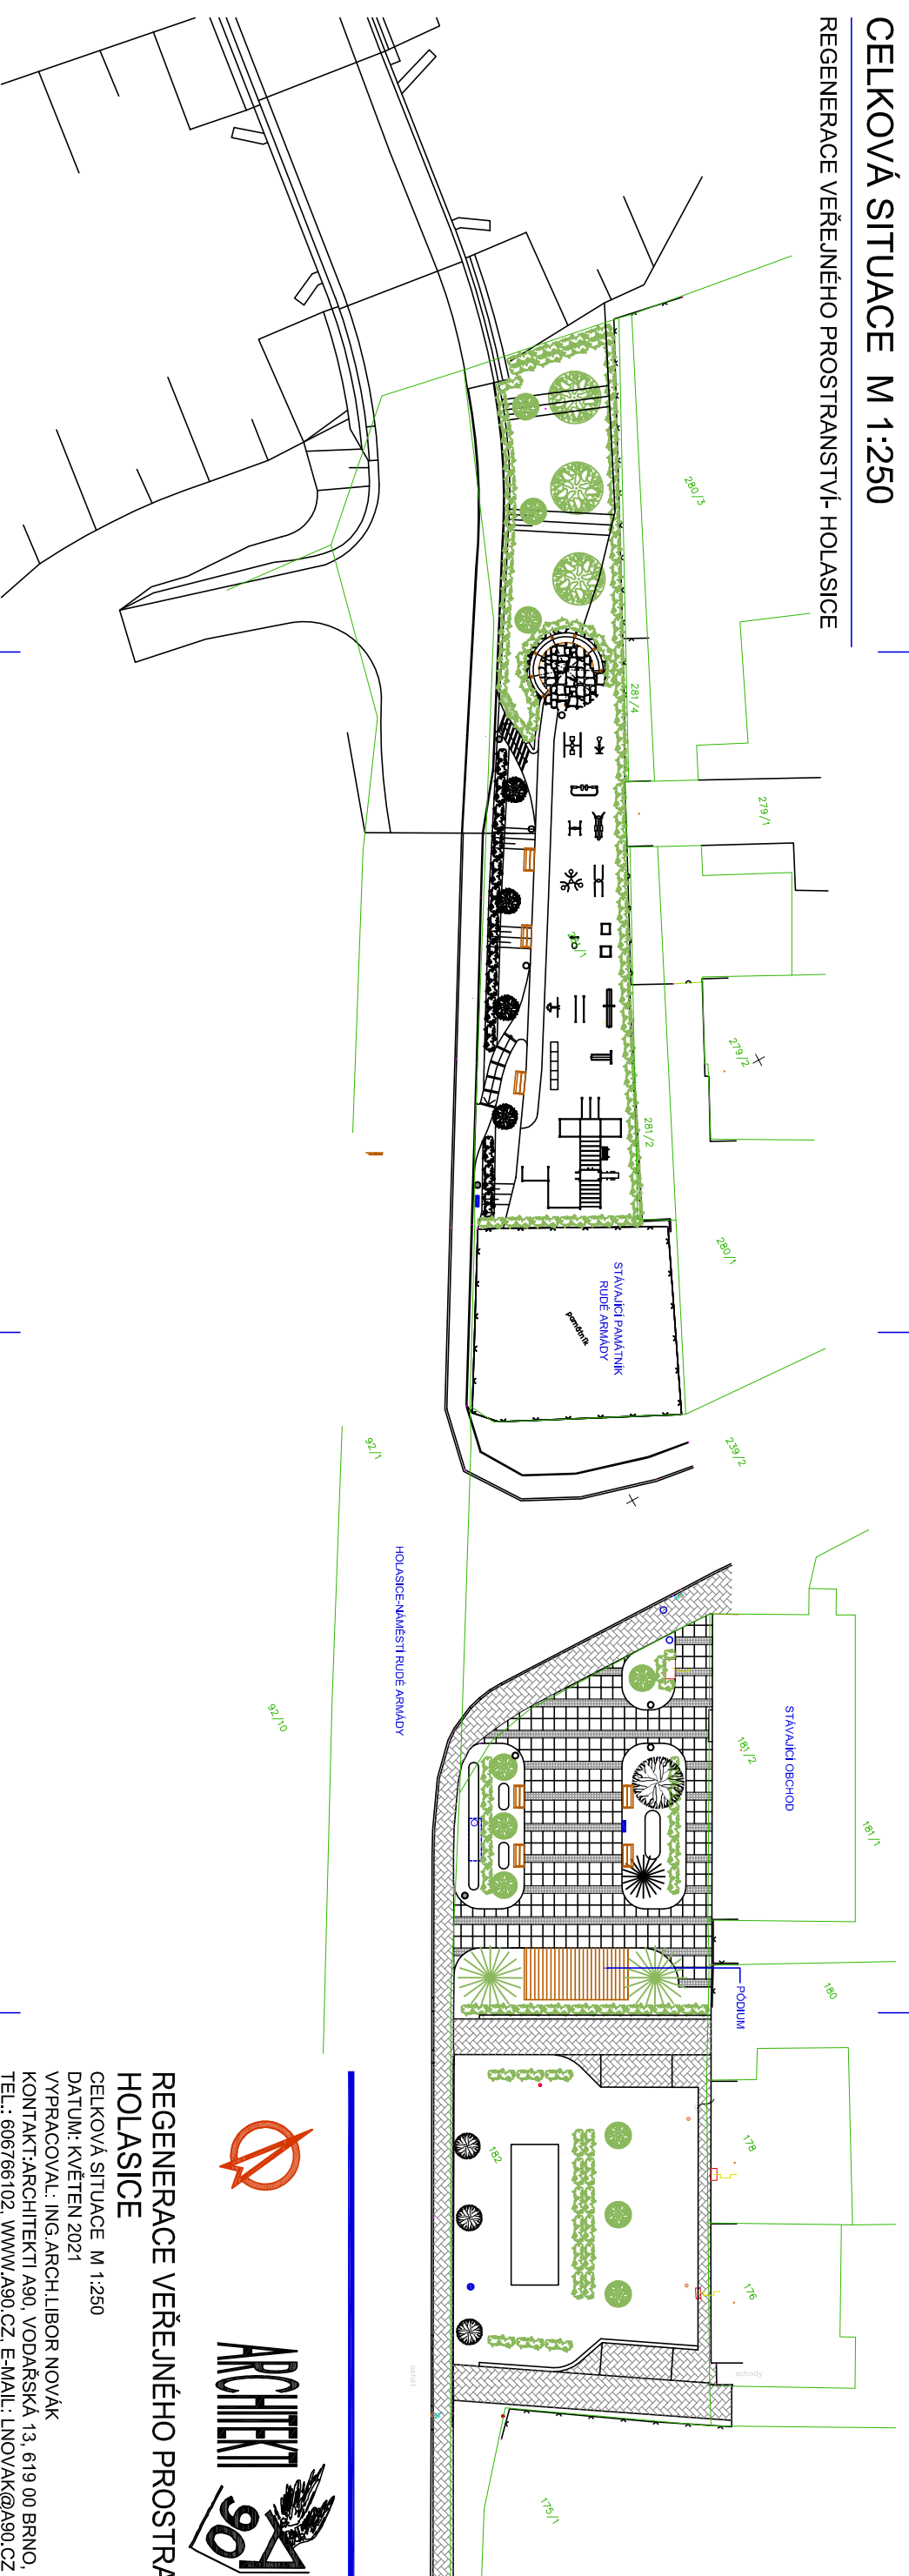 CELKOVÁ SITUACE M 1:250
REGENERACE VEŘEJNÉHO PROSTRANSTVÍ- HOLASICE
280/3
281/4
279/1
279/2
281/2
280/1
STÁVAJÍCÍ PAMÁTNÍK
RUDÉ ARMÁDY
památník
239/2
92/1
HOLASICE-NÁMĚSTÍ RUDÉ ARMÁDY
92/10
STÁVAJÍCÍ OBCHOD
181/2
181/1
180
PÓDIUM
178
182
176
schody
asfalt
175/1
REGENERACE VEŘEJNÉHO PROSTRA
HOLASICE
CELKOVÁ SITUACE M 1:250
DATUM: KVĚTEN 2021
VYPRACOVAL: ING.ARCH.LIBOR NOVÁK
KONTAKT:ARCHITEKTI A90, VODAŘSKÁ 13, 619 00 BRNO,
TEL.: 606766102, WWW.A90.CZ, E-MAIL: LNOVAK@A90.CZ
ARCHITEKTI
A
90